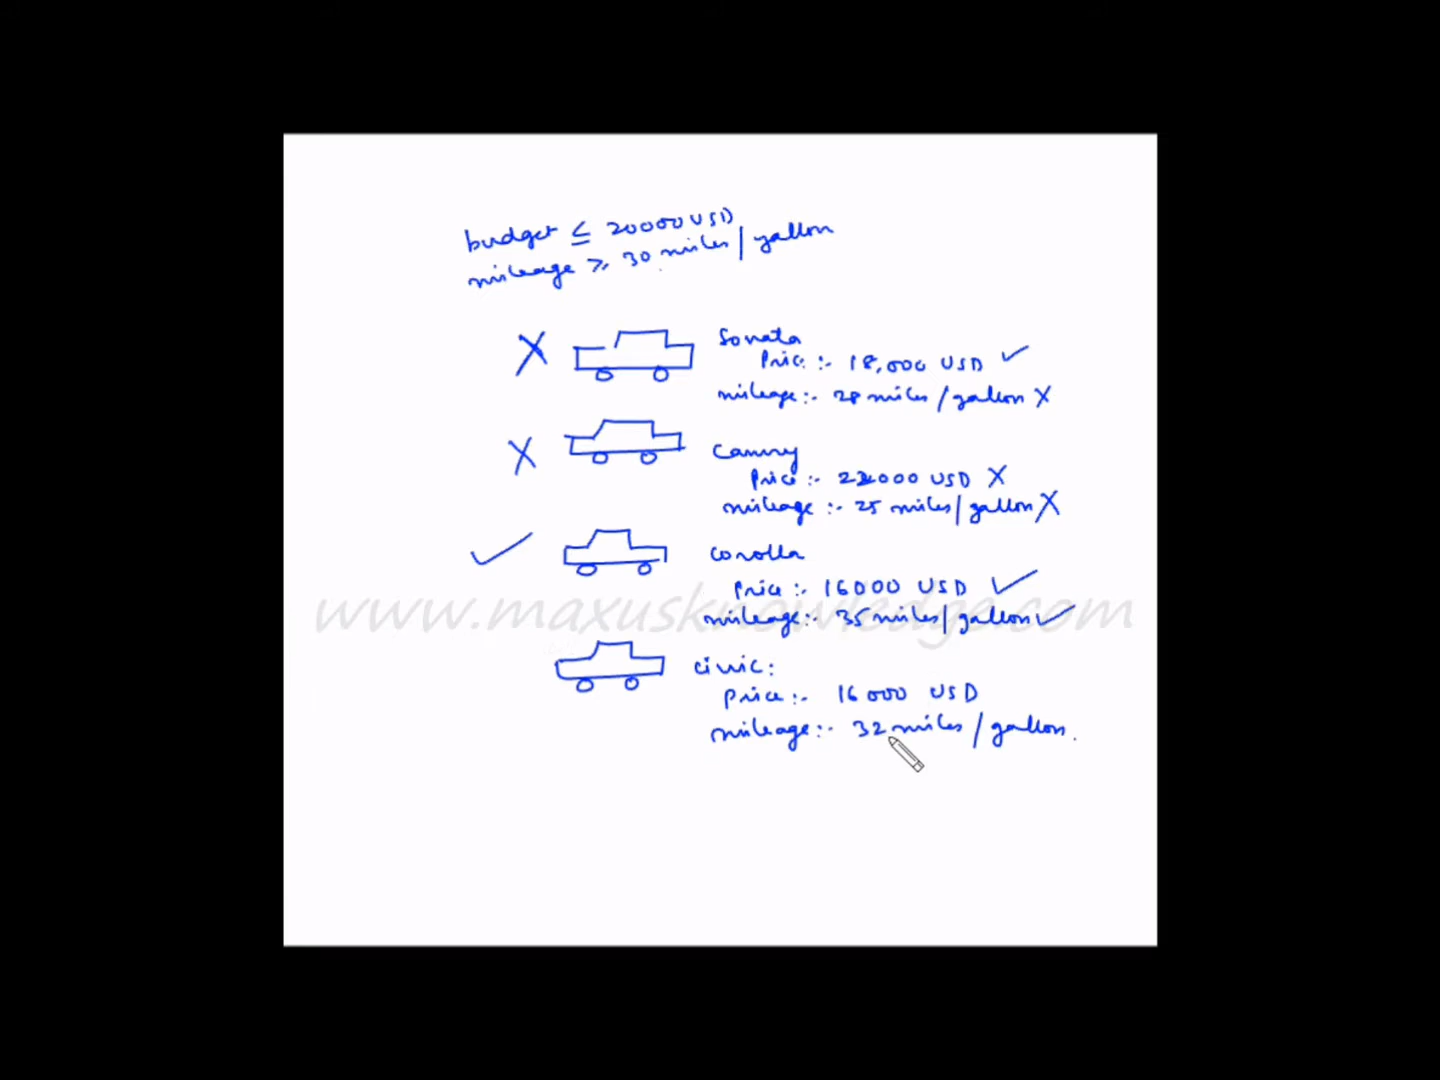 budget ≤ 20000 USD
mileage ≥ 30 miles / gallon
X Sonata
Price :- 18,000 USD ✓
mileage :- 28 miles / gallon X
X Camry
Price :- 22000 USD X
mileage :- 25 miles / gallon X
✓ Corolla
Price :- 16000 USD ✓
www.maxusknowledge.com
mileage :- 35 miles / gallon ✓
Civic :
Price :- 16000 USD
mileage :- 32 miles / gallon.